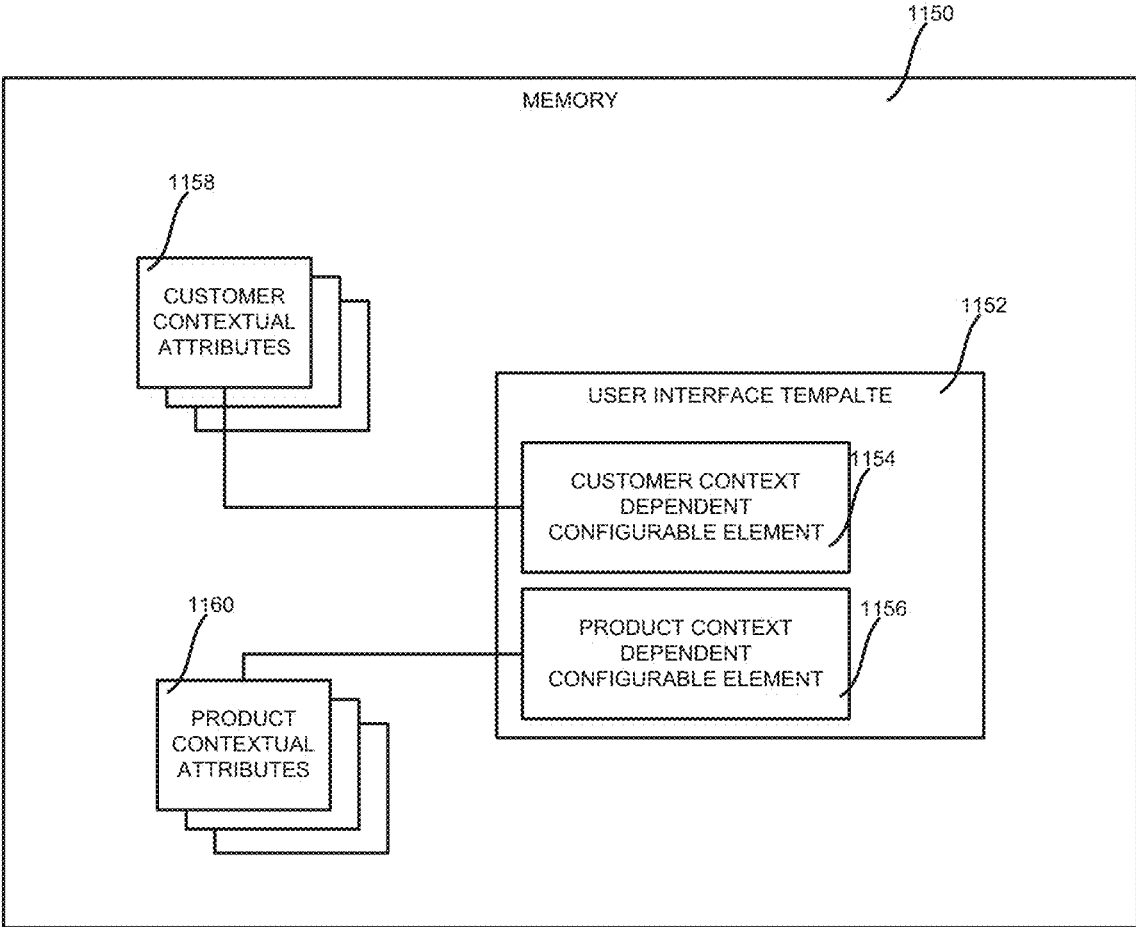 1150
MEMORY
1158
CUSTOMER
CONTEXTUAL
ATTRIBUTES
1152
USER INTERFACE TEMPALTE
1154
CUSTOMER CONTEXT
DEPENDENT
CONFIGURABLE ELEMENT
1160
1156
PRODUCT CONTEXT
DEPENDENT
CONFIGURABLE ELEMENT
PRODUCT
CONTEXTUAL
ATTRIBUTES